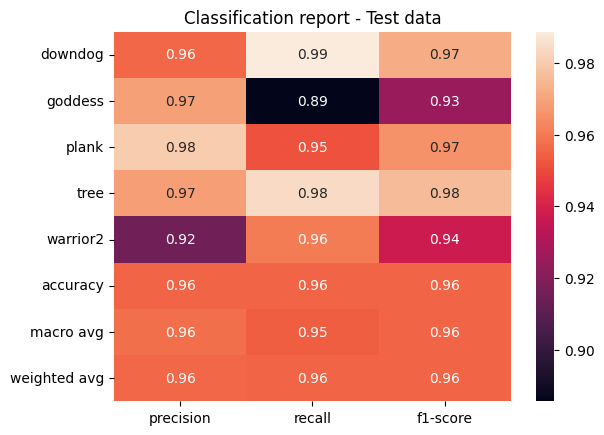 Classification report - Test data
downdog 0.96 0.99 0.97
goddess 0.97 0.89 0.93
plank 0.98 0.95 0.97
tree 0.97 0.98 0.98
warrior2 0.92 0.96 0.94
accuracy 0.96 0.96 0.96
macro avg 0.96 0.95 0.96
weighted avg 0.96 0.96 0.96
precision recall f1-score
0.98
0.96
0.94
0.92
0.90